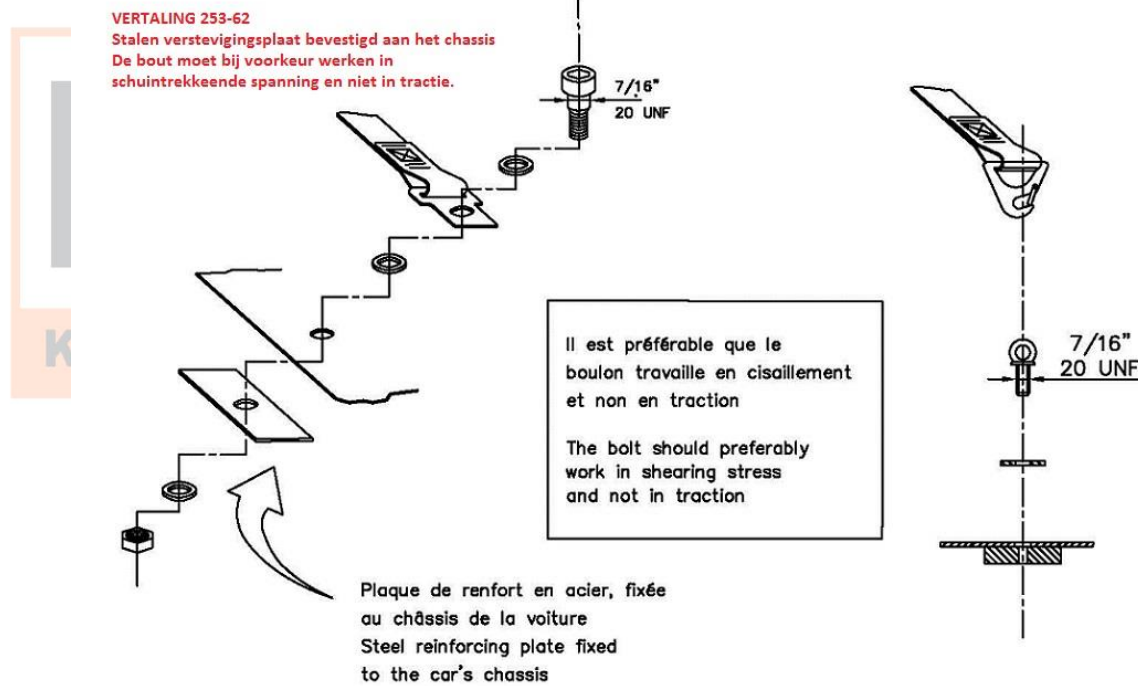 VERTALING 253-62
Stalen verstevigingsplaat bevestigd aan het chassis
De bout moet bij voorkeur werken in
schuintrekkeende spanning en niet in tractie.
7/16"
20 UNF
Il est préférable que le
boulon travaille en cisaillement
et non en traction
The bolt should preferably
work in shearing stress
and not in traction
7/16"
20 UNF
Plaque de renfort en acier, fixée
au châssis de la voiture
Steel reinforcing plate fixed
to the car's chassis
K